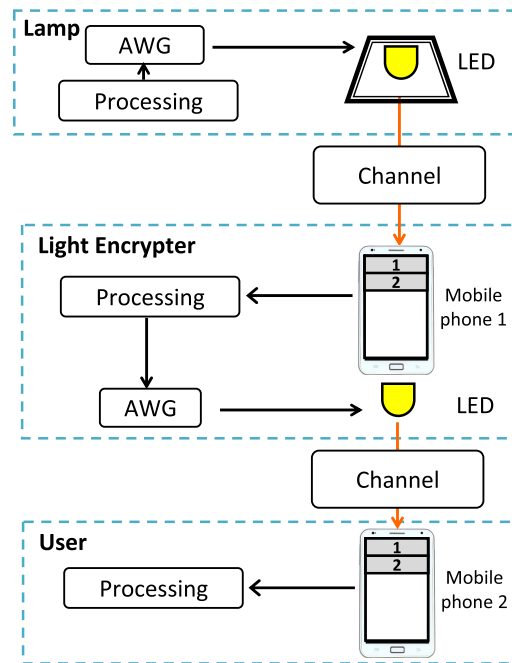 Lamp
AWG
LED
Processing
Channel
Light Encrypter
1
2
Processing
Mobile
phone 1
AWG
LED
Channel
User
1
2
Processing
Mobile
phone 2